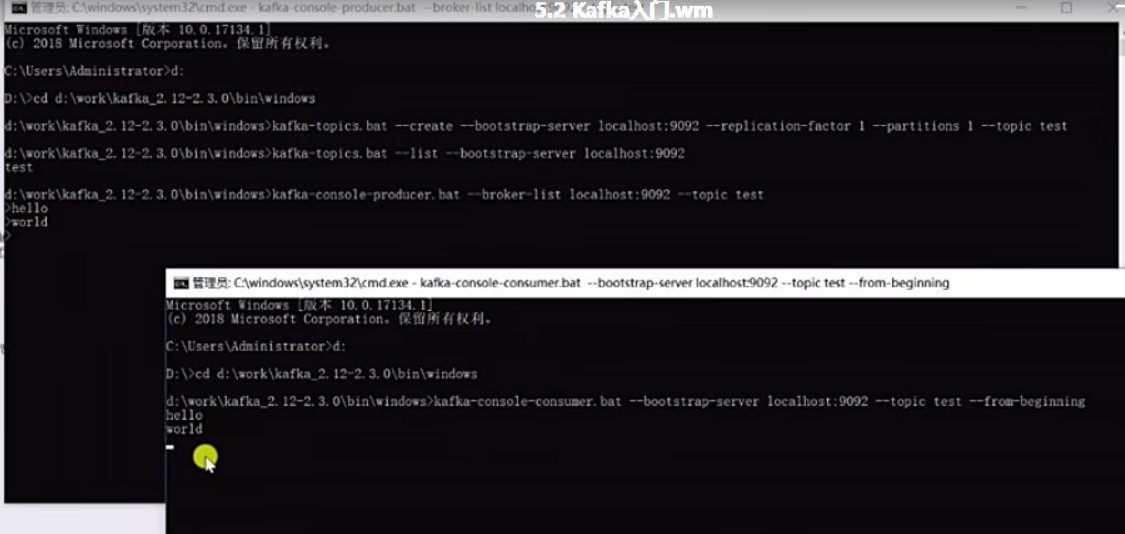 管理员: C:\windows\system32\cmd.exe - kafka-console-producer.bat --broker-list localhost:9092
5.2 Kafka入门.wm
Microsoft Windows [版本 10.0.17134.1]
(c) 2018 Microsoft Corporation。保留所有权利。
C:\Users\Administrator>d:
D:\>cd d:\work\kafka_2.12-2.3.0\bin\windows
d:\work\kafka_2.12-2.3.0\bin\windows>kafka-topics.bat --create --bootstrap-server localhost:9092 --replication-factor 1 --partitions 1 --topic test
d:\work\kafka_2.12-2.3.0\bin\windows>kafka-topics.bat --list --bootstrap-server localhost:9092
test
d:\work\kafka_2.12-2.3.0\bin\windows>kafka-console-producer.bat --broker-list localhost:9092 --topic test
>hello
>world
>
管理员: C:\windows\system32\cmd.exe - kafka-console-consumer.bat --bootstrap-server localhost:9092 --topic test --from-beginning
Microsoft Windows [版本 10.0.17134.1]
(c) 2018 Microsoft Corporation。保留所有权利。
C:\Users\Administrator>d:
D:\>cd d:\work\kafka_2.12-2.3.0\bin\windows
d:\work\kafka_2.12-2.3.0\bin\windows>kafka-console-consumer.bat --bootstrap-server localhost:9092 --topic test --from-beginning
hello
world